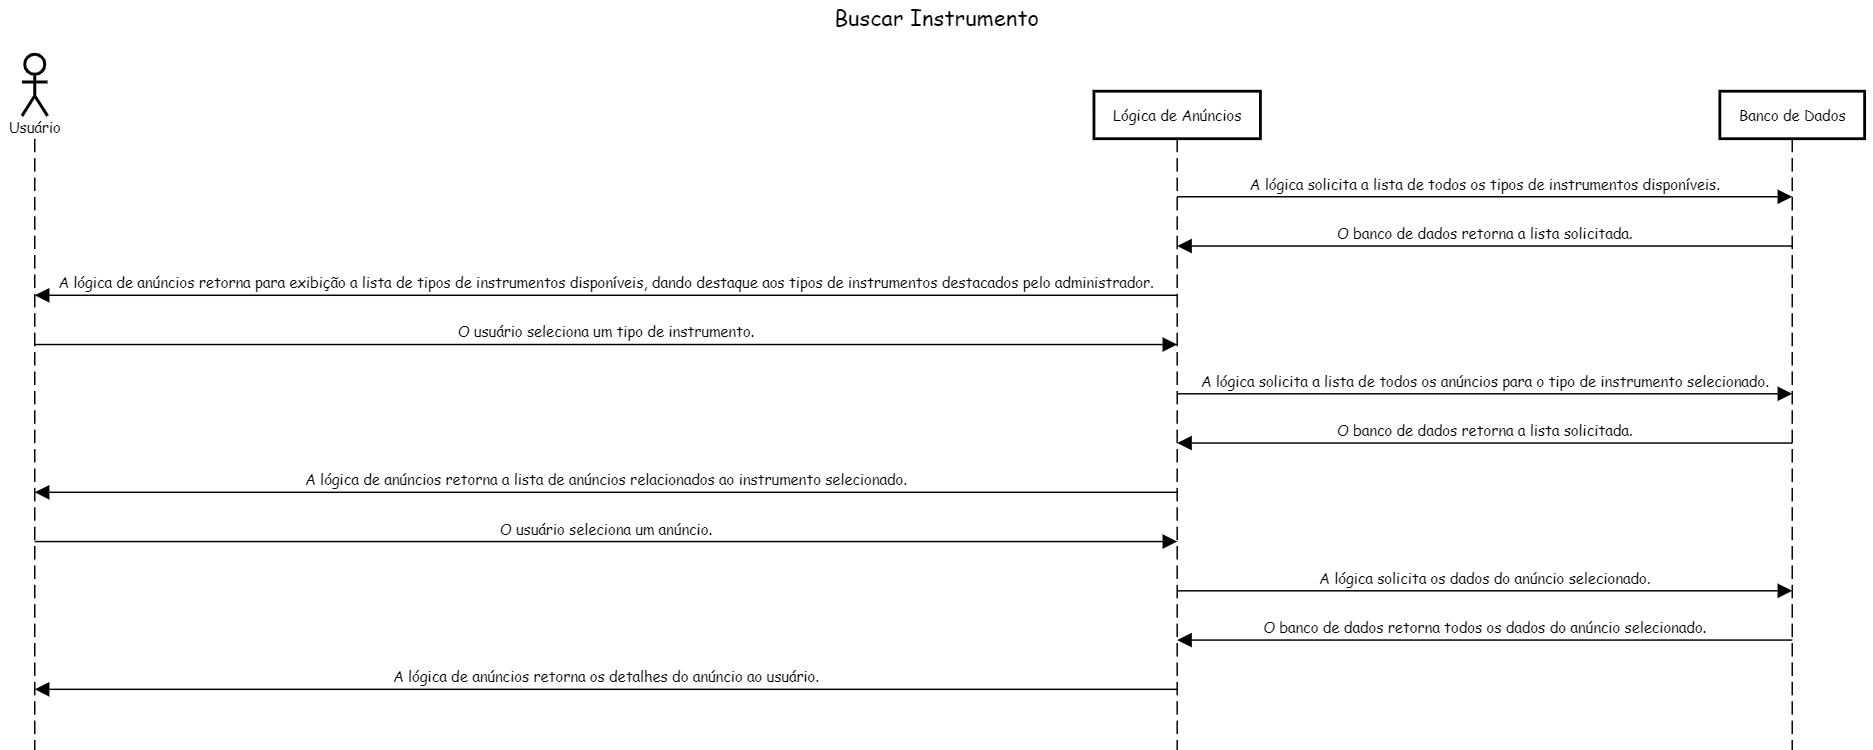 Buscar Instrumento
Usuário
Lógica de Anúncios
Banco de Dados
A lógica solicita a lista de todos os tipos de instrumentos disponíveis.
O banco de dados retorna a lista solicitada.
A lógica de anúncios retorna para exibição a lista de tipos de instrumentos disponíveis, dando destaque aos tipos de instrumentos destacados pelo administrador.
O usuário seleciona um tipo de instrumento.
A lógica solicita a lista de todos os anúncios para o tipo de instrumento selecionado.
O banco de dados retorna a lista solicitada.
A lógica de anúncios retorna a lista de anúncios relacionados ao instrumento selecionado.
O usuário seleciona um anúncio.
A lógica solicita os dados do anúncio selecionado.
O banco de dados retorna todos os dados do anúncio selecionado.
A lógica de anúncios retorna os detalhes do anúncio ao usuário.